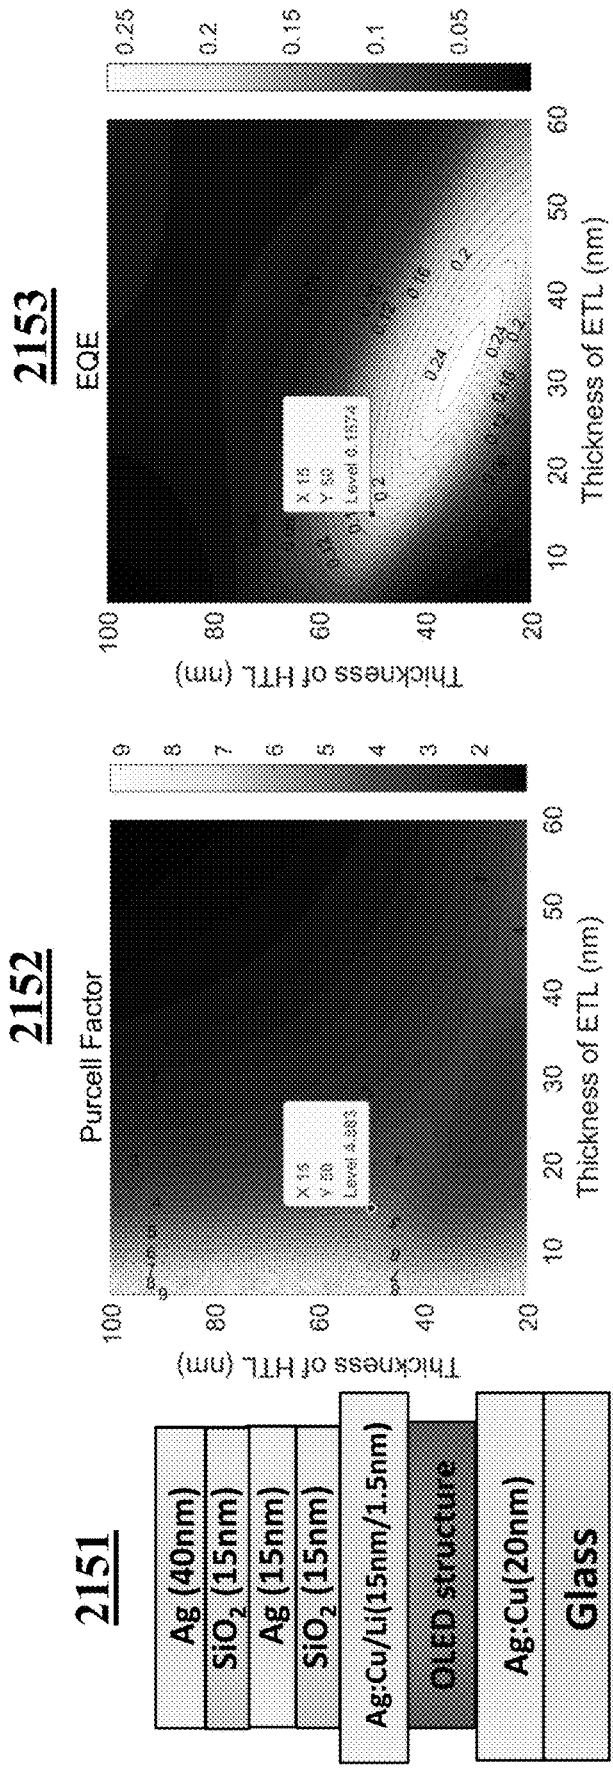 2151
Ag (40nm)
SiO2 (15nm)
Ag (15nm)
SiO2 (15nm)
Ag:Cu/Li(15nm/1.5nm)
OLED structure
Ag:Cu(20nm)
Glass
2152
Purcell Factor
100
80
60
40
20
Thickness of HTL (nm)
10
20
30
40
50
60
Thickness of ETL (nm)
X 15
Y 50
9
8
7
6
5
4
3
2
2153
EQE
100
80
60
40
20
Thickness of HTL (nm)
10
20
30
40
50
60
Thickness of ETL (nm)
X 15
Y 50
Level 0.1574
0.2
0.24
0.24
0.2
0.2
0.16
0.25
0.2
0.15
0.1
0.05